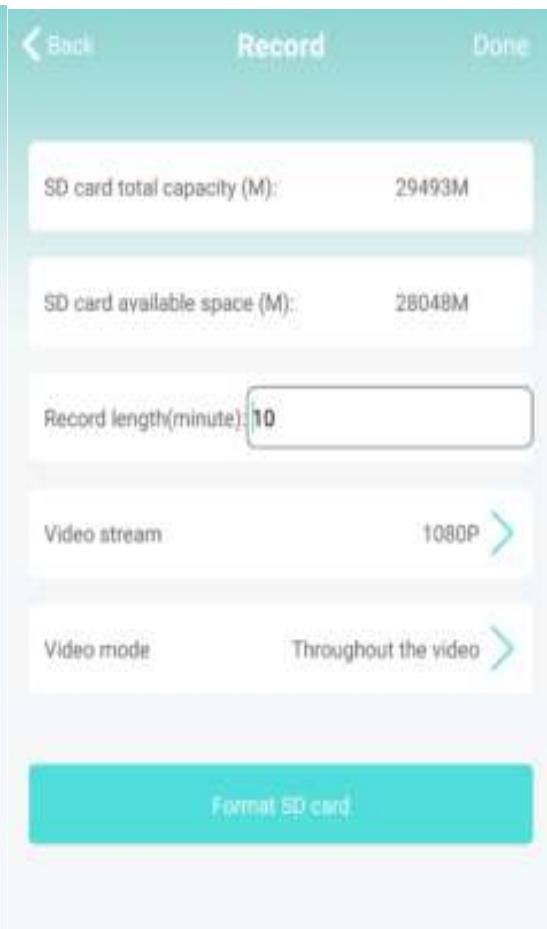 Back Record Done
SD card total capacity (M): 29493M
SD card available space (M): 28048M
Record length(minute): 10
Video stream 1080P
Video mode Throughout the video
Format SD card